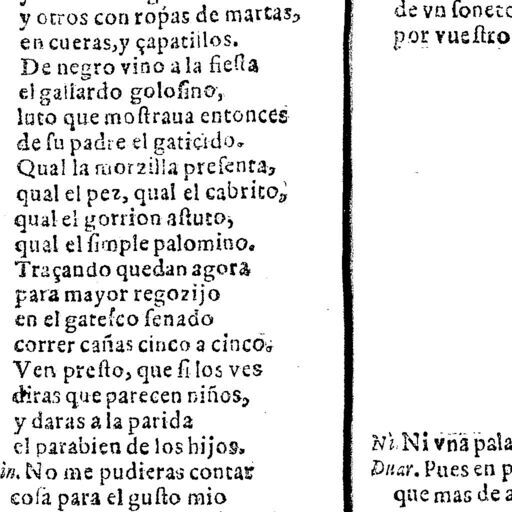 y otros con ropas de martas,
en cueras, y çapatillos.
De negro vino a la fiesta
el gallardo golosino,
luto que mostraua entonces
de su padre el gaticido.
Qual la morzilla presenta,
qual el pez, qual el cabrito,
qual el gorrion astuto,
qual el simple palomino.
Traçando quedan agora
para mayor regozijo
en el gatesco senado
correr cañas cinco a cinco.
Ven presto, que si los ves
diras que parecen niños,
y daras a la parida
el parabien de los hijos.
in. No me pudieras contar
cosa para el gusto mio
de vn soneto
por vuestro
Ni. Ni vna pala
Duar. Pues en p
que mas de a